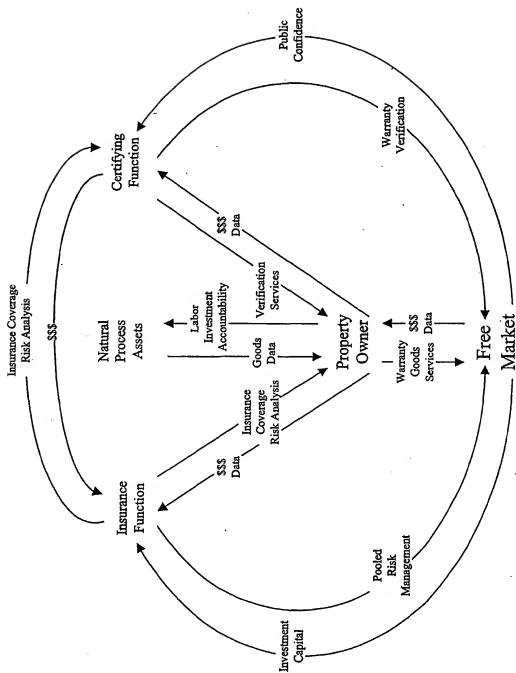 Insurance Coverage
Risk Analysis
$$$
Insurance
Function
Natural
Process
Assets
Certifying
Function
Labor
Investment
Accountability
Goods
Data
Insurance
Coverage
Risk Analysis
$$$
Data
Verification
Services
$$$
Data
Property
Owner
Warranty
Goods
Services
$$$
Data
Investment
Capital
Pooled
Risk
Management
Warranty
Verification
Public
Confidence
Free
Market